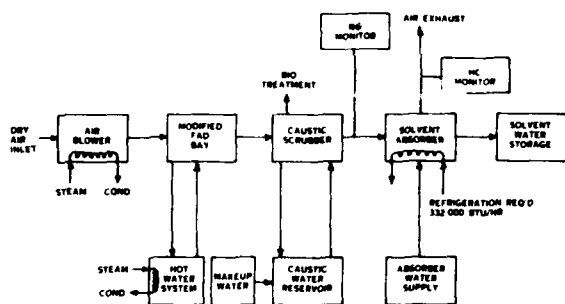 NG
MONITOR
AIR EXHAUST
HC
MONITOR
BIO
TREATMENT
DRY
AIR
INLET
AIR
BLOWER
MODIFIED
FAD
BAY
CAUSTIC
SCRUBBER
SOLVENT
ABSORBER
SOLVENT
WATER
STORAGE
STEAM
COND
REFRIGERATION REQ'D
332 000 BTU/HR
STEAM
COND
HOT
WATER
SYSTEM
MAKEUP
WATER
CAUSTIC
WATER
RESERVOIR
ABSORBER
WATER
SUPPLY